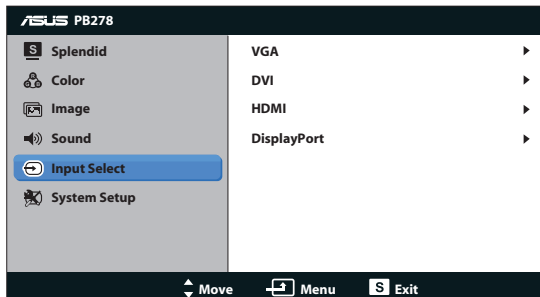 ASUS PB278
S Splendid
Color
Image
Sound
Input Select
System Setup
VGA
DVI
HDMI
DisplayPort
Move Menu S Exit